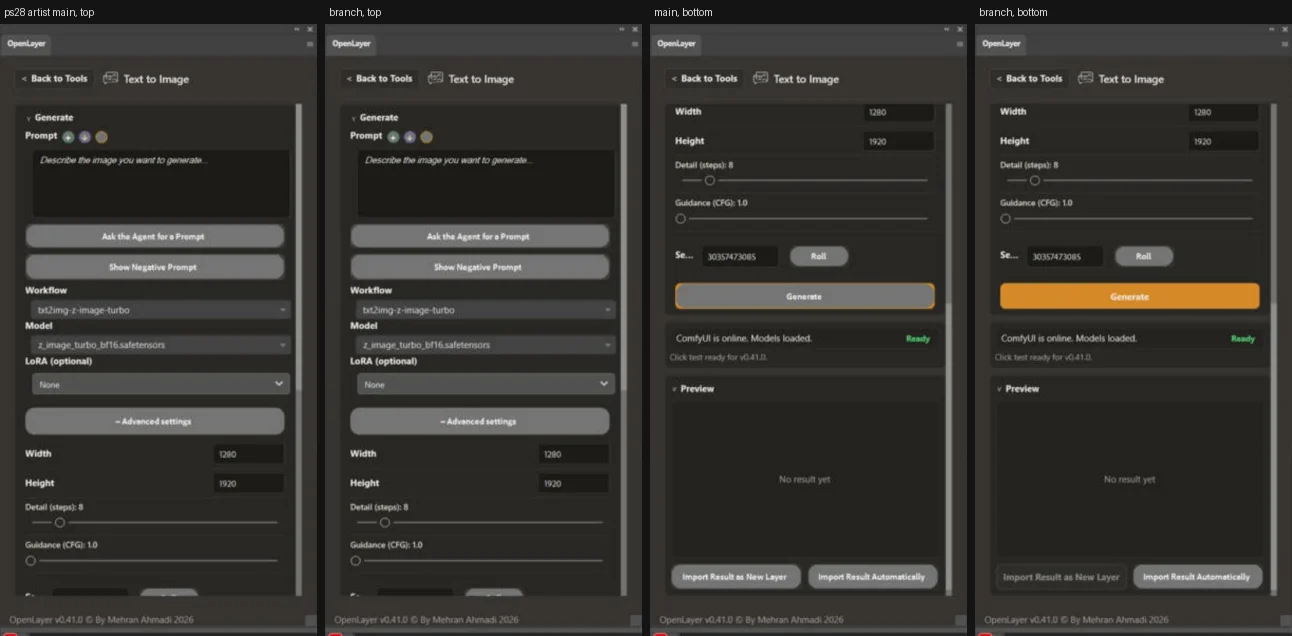 ps28 artist main, top
OpenLayer
< Back to Tools
Text to Image
Generate
Prompt
Describe the image you want to generate...
Ask the Agent for a Prompt
Show Negative Prompt
Workflow
txt2img-z-image-turbo
Model
z_image_turbo_bf16.safetensors
LoRA (optional)
None
– Advanced settings
Width
1280
Height
1920
Detail (steps): 8
Guidance (CFG): 1.0
OpenLayer v0.41.0 © By Mehran Ahmadi 2026
branch, top
OpenLayer
< Back to Tools
Text to Image
Generate
Prompt
Describe the image you want to generate...
Ask the Agent for a Prompt
Show Negative Prompt
Workflow
txt2img-z-image-turbo
Model
z_image_turbo_bf16.safetensors
LoRA (optional)
None
– Advanced settings
Width
1280
Height
1920
Detail (steps): 8
Guidance (CFG): 1.0
OpenLayer v0.41.0 © By Mehran Ahmadi 2026
main, bottom
OpenLayer
< Back to Tools
Text to Image
Width
1280
Height
1920
Detail (steps): 8
Guidance (CFG): 1.0
Se...
30357473085
Roll
Generate
ComfyUI is online. Models loaded.
Ready
Click test ready for v0.41.0.
Preview
No result yet
Import Result as New Layer
Import Result Automatically
OpenLayer v0.41.0 © By Mehran Ahmadi 2026
branch, bottom
OpenLayer
< Back to Tools
Text to Image
Width
1280
Height
1920
Detail (steps): 8
Guidance (CFG): 1.0
Se...
30357473085
Roll
Generate
ComfyUI is online. Models loaded.
Ready
Click test ready for v0.41.0.
Preview
No result yet
Import Result as New Layer
Import Result Automatically
OpenLayer v0.41.0 © By Mehran Ahmadi 2026